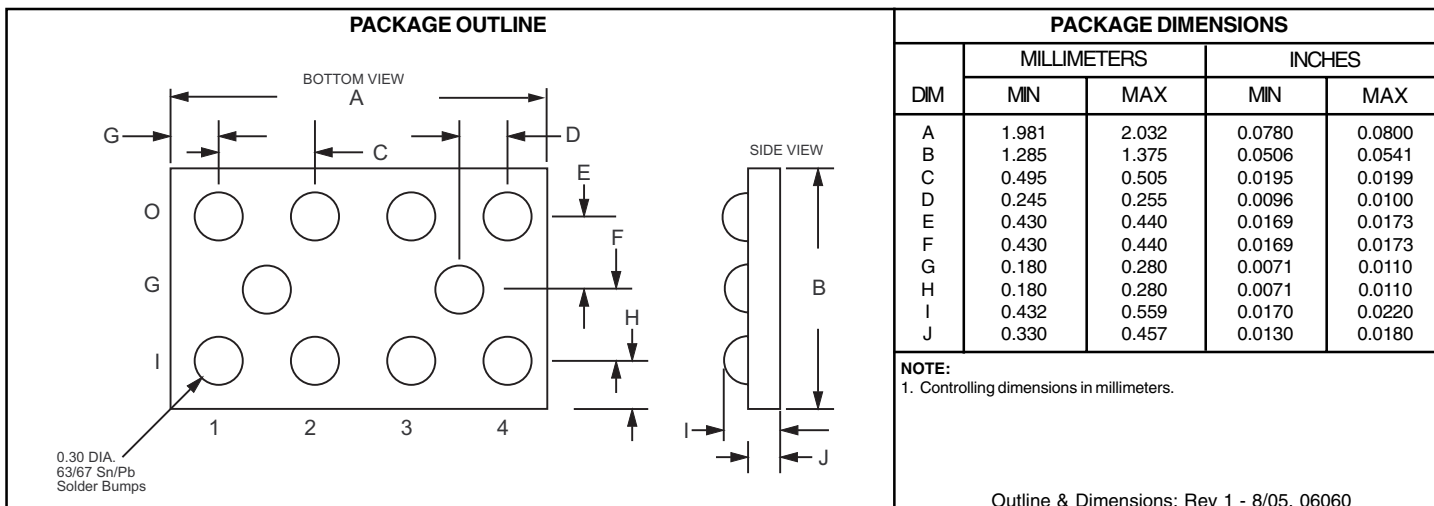 PACKAGE OUTLINE
BOTTOM VIEW
A
G
C
D
SIDE VIEW
E
O
F
G
B
H
I
I
J
1 2 3 4
0.30 DIA.
63/67 Sn/Pb
Solder Bumps
PACKAGE DIMENSIONS
MILLIMETERS INCHES
DIM MIN MAX MIN MAX
A 1.981 2.032 0.0780 0.0800
B 1.285 1.375 0.0506 0.0541
C 0.495 0.505 0.0195 0.0199
D 0.245 0.255 0.0096 0.0100
E 0.430 0.440 0.0169 0.0173
F 0.430 0.440 0.0169 0.0173
G 0.180 0.280 0.0071 0.0110
H 0.180 0.280 0.0071 0.0110
I 0.432 0.559 0.0170 0.0220
J 0.330 0.457 0.0130 0.0180
NOTE:
1. Controlling dimensions in millimeters.
Outline & Dimensions: Rev 1 - 8/05, 06060